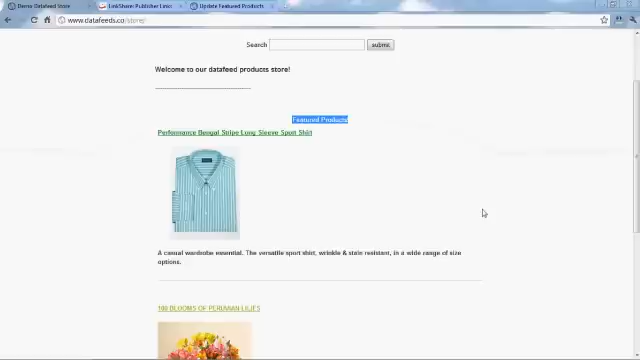 Demo Datafeed Store
LinkShare: Publisher Links
Update Featured Products
www.datafeeds.co/store/
Search
submit
Welcome to our datafeed products store!
Featured Products
Performance Bengal Stripe Long Sleeve Sport Shirt
A casual wardrobe essential. The versatile sport shirt, wrinkle & stain resistant, in a wide range of size
options.
100 BLOOMS OF PERUVIAN LILIES